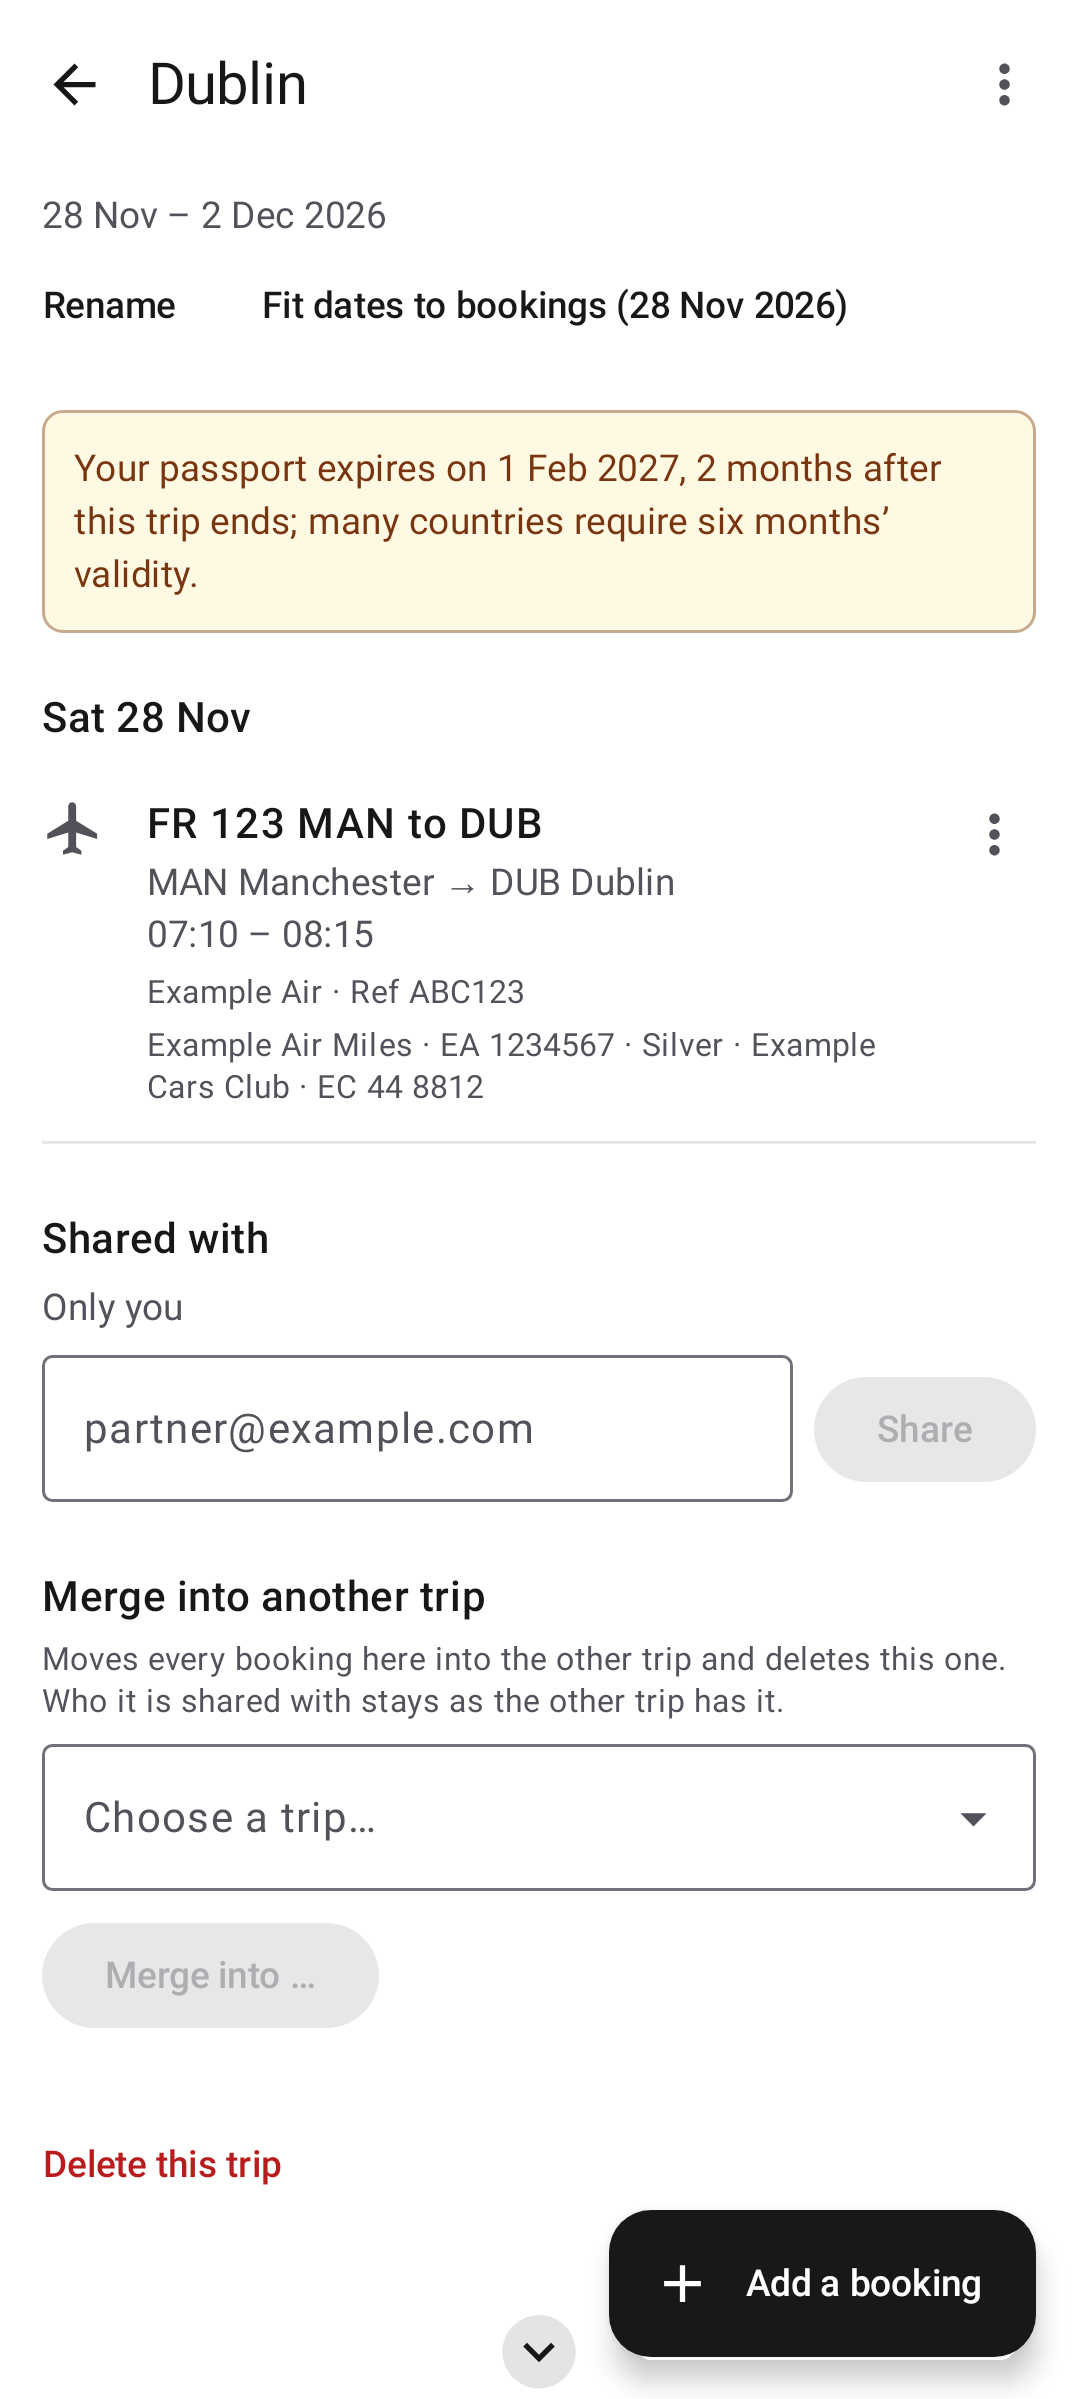 Dublin
28 Nov – 2 Dec 2026
Rename
Fit dates to bookings (28 Nov 2026)
Your passport expires on 1 Feb 2027, 2 months after
this trip ends; many countries require six months’
validity.
Sat 28 Nov
FR 123 MAN to DUB
MAN Manchester → DUB Dublin
07:10 – 08:15
Example Air · Ref ABC123
Example Air Miles · EA 1234567 · Silver · Example
Cars Club · EC 44 8812
Shared with
Only you
partner@example.com
Share
Merge into another trip
Moves every booking here into the other trip and deletes this one.
Who it is shared with stays as the other trip has it.
Choose a trip…
Merge into …
Delete this trip
Add a booking